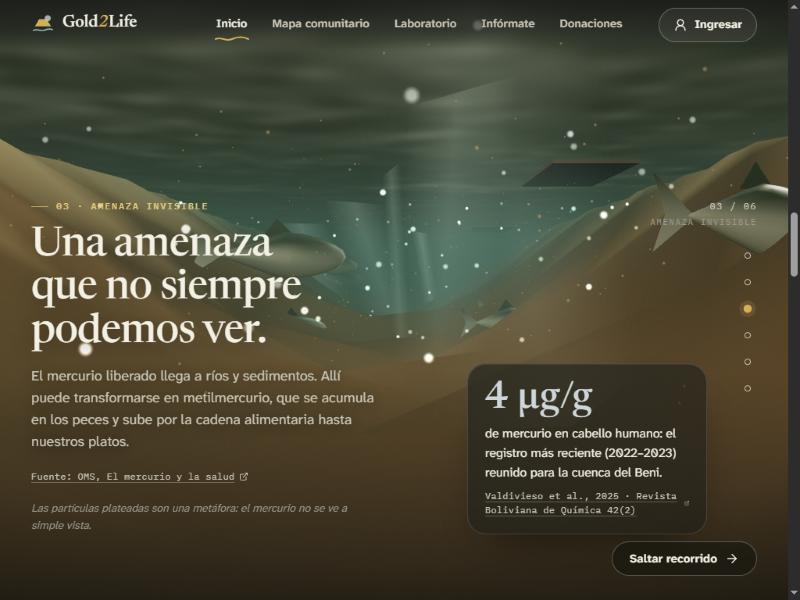 Gold2Life
Inicio
Mapa comunitario
Laboratorio
Infórmate
Donaciones
Ingresar
03 · AMENAZA INVISIBLE
Una amenaza
que no siempre
podemos ver.
El mercurio liberado llega a ríos y sedimentos. Allí
puede transformarse en metilmercurio, que se acumula
en los peces y sube por la cadena alimentaria hasta
nuestros platos.
Fuente: OMS, El mercurio y la salud
Las partículas plateadas son una metáfora: el mercurio no se ve a
simple vista.
03 / 06
AMENAZA INVISIBLE
4 µg/g
de mercurio en cabello humano: el
registro más reciente (2022–2023)
reunido para la cuenca del Beni.
Valdivieso et al., 2025 · Revista
Boliviana de Química 42(2)
Saltar recorrido